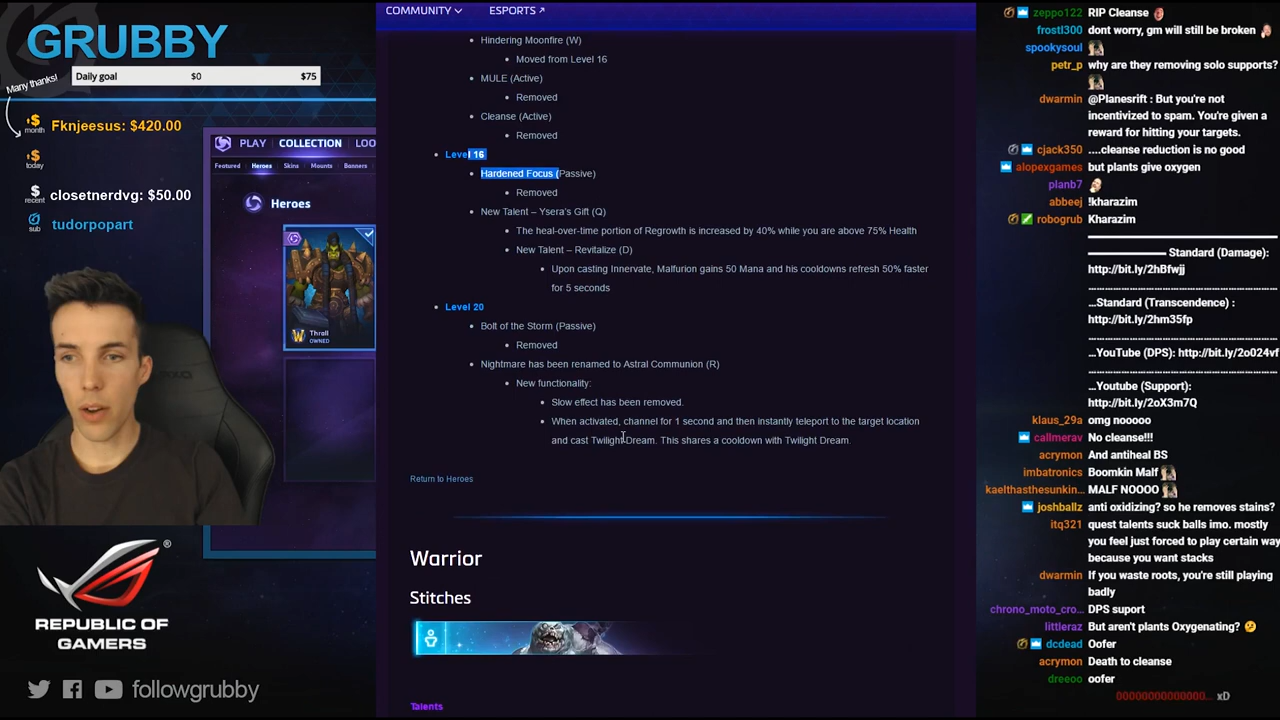 GRUBBY
Many thanks!
Daily goal $0 $75
month
Fknjeesus: $420.00
today
recent
closetnerdvg: $50.00
sub
tudorpopart
PLAY COLLECTION LOO
Featured Heroes Skins Mounts Banners
Heroes
Thrall
OWNED
REPUBLIC OF
GAMERS
followgrubby
COMMUNITY ESPORTS
Hindering Moonfire (W)
Moved from Level 16
MULE (Active)
Removed
Cleanse (Active)
Removed
Level 16
Hardened Focus (Passive)
Removed
New Talent – Ysera's Gift (Q)
The heal-over-time portion of Regrowth is increased by 40% while you are above 75% Health
New Talent – Revitalize (D)
Upon casting Innervate, Malfurion gains 50 Mana and his cooldowns refresh 50% faster
for 5 seconds
Level 20
Bolt of the Storm (Passive)
Removed
Nightmare has been renamed to Astral Communion (R)
New functionality:
Slow effect has been removed.
When activated, channel for 1 second and then instantly teleport to the target location
and cast Twilight Dream. This shares a cooldown with Twilight Dream.
Return to Heroes
Warrior
Stitches
Talents
zeppo122 RIP Cleanse
frostl300 dont worry, gm will still be broken
spookysoul
petr_p why are they removing solo supports?
dwarmin @Planesrift : But you're not
incentivized to spam. You're given a
reward for hitting your targets.
cjack350 ....cleanse reduction is no good
alopexgames but plants give oxygen
planb7
abbeej !kharazim
robogrub Kharazim
Standard (Damage):
http://bit.ly/2hBfwjj
...Standard (Transcendence) :
http://bit.ly/2hm35fp
...YouTube (DPS): http://bit.ly/2o024vf
...Youtube (Support):
http://bit.ly/2oX3m7Q
klaus_29a omg nooooo
callmerav No cleanse!!!
acrymon And antiheal BS
imbatronics Boomkin Malf
kaelthasthesunkin... MALF NOOOO
joshballz anti oxidizing? so he removes stains?
itq321 quest talents suck balls imo. mostly
you feel just forced to play certain way
because you want stacks
dwarmin If you waste roots, you're still playing
badly
chrono_moto_cro... DPS suport
littleraz But aren't plants Oxygenating?
dcdead Oofer
acrymon Death to cleanse
dreeoo oofer
0000000000000... xD